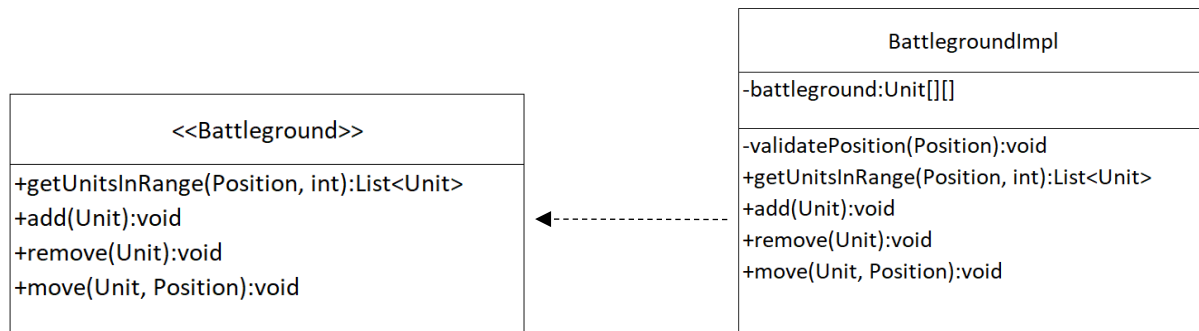 <<Battleground>>
+getUnitsInRange(Position, int):List<Unit>
+add(Unit):void
+remove(Unit):void
+move(Unit, Position):void
BattlegroundImpl
-battleground:Unit[][]
-validatePosition(Position):void
+getUnitsInRange(Position, int):List<Unit>
+add(Unit):void
+remove(Unit):void
+move(Unit, Position):void